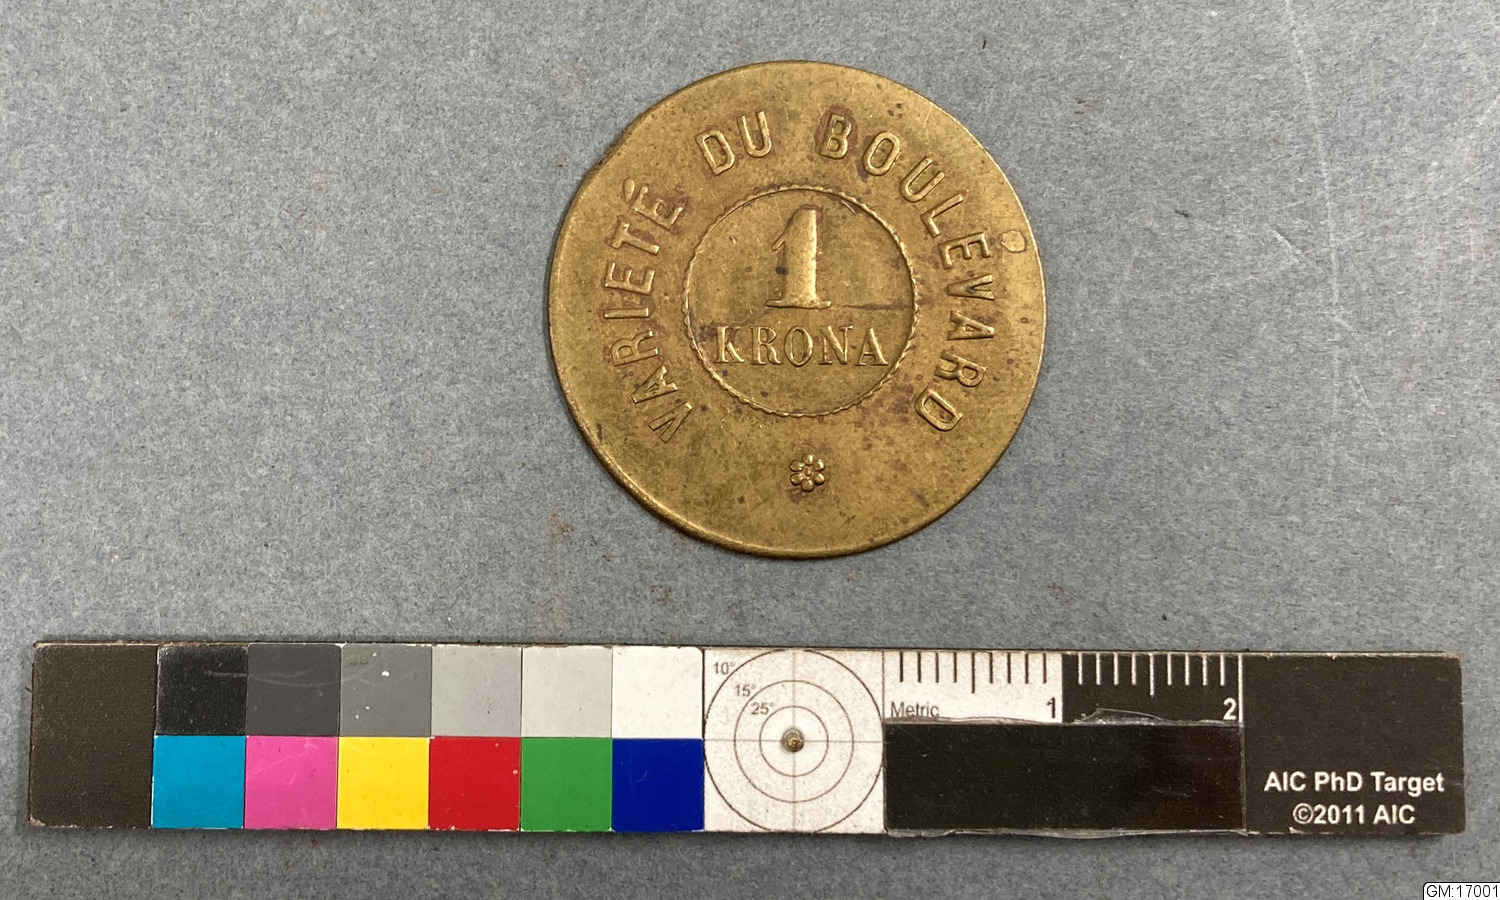 VARIETÉ DU BOULEVARD
1
KRONA
10°
15°
25°
Metric 1 2
AIC PhD Target
©2011 AIC
GM:17001